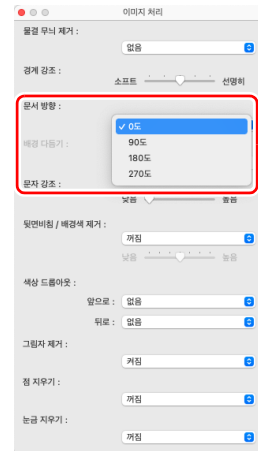 이미지 처리
물결 무늬 제거 :
없음
경계 강조 :
소프트 선명히
문서 방향 :
✓ 0도
90도
배경 다듬기 :
180도
270도
문자 강조 :
낮음 높음
뒷면비침 / 배경색 제거 :
꺼짐
낮음 높음
색상 드롭아웃 :
앞으로 : 없음
뒤로 : 없음
그림자 제거 :
켜짐
점 지우기 :
꺼짐
눈금 지우기 :
꺼짐